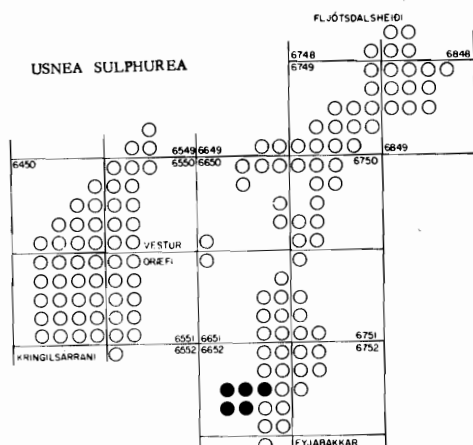 FLJÓTSDALSHEIÐI
USNEA SULPHUREA
6748
6848
6749
6450
6549
6649
6550
6650
6750
6849
VESTUR
ÖRÆFI
6551
6651
6751
KRINGILSÁRRANI
6552
6652
6752
EYJABAKKAR